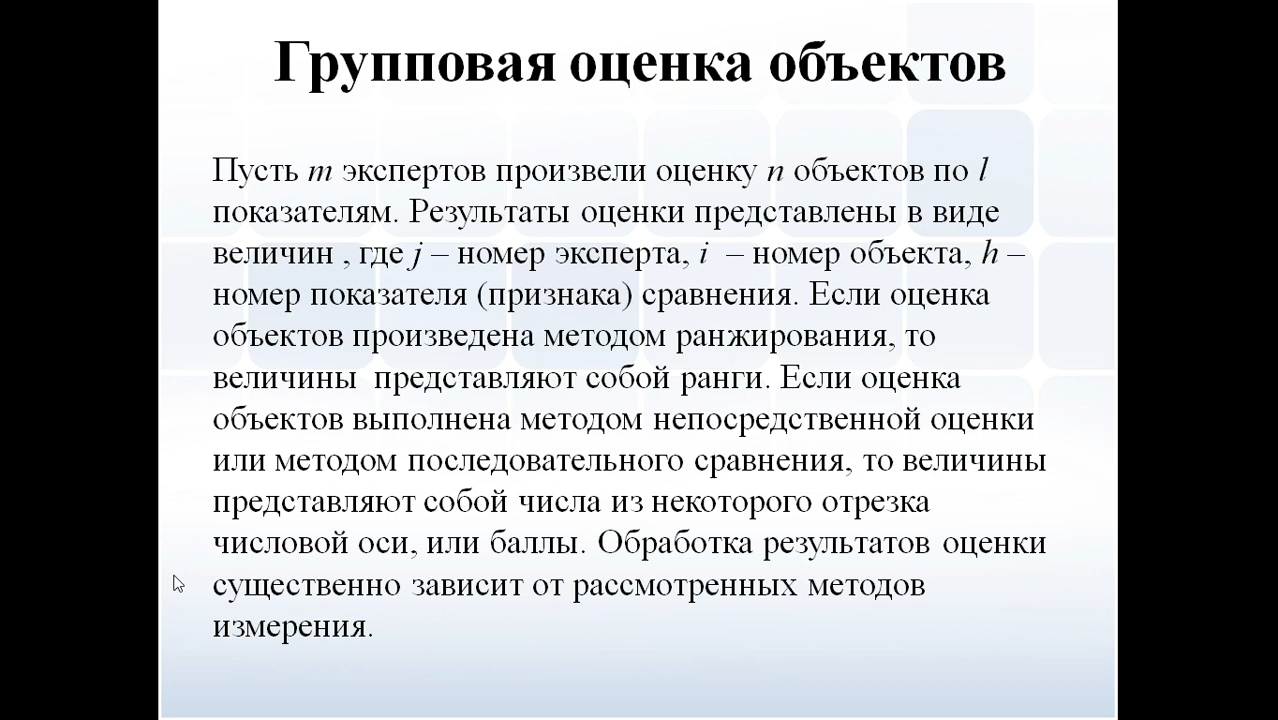 Групповая оценка объектов
Пусть m экспертов произвели оценку n объектов по l
показателям. Результаты оценки представлены в виде
величин , где j – номер эксперта, i – номер объекта, h –
номер показателя (признака) сравнения. Если оценка
объектов произведена методом ранжирования, то
величины представляют собой ранги. Если оценка
объектов выполнена методом непосредственной оценки
или методом последовательного сравнения, то величины
представляют собой числа из некоторого отрезка
числовой оси, или баллы. Обработка результатов оценки
существенно зависит от рассмотренных методов
измерения.